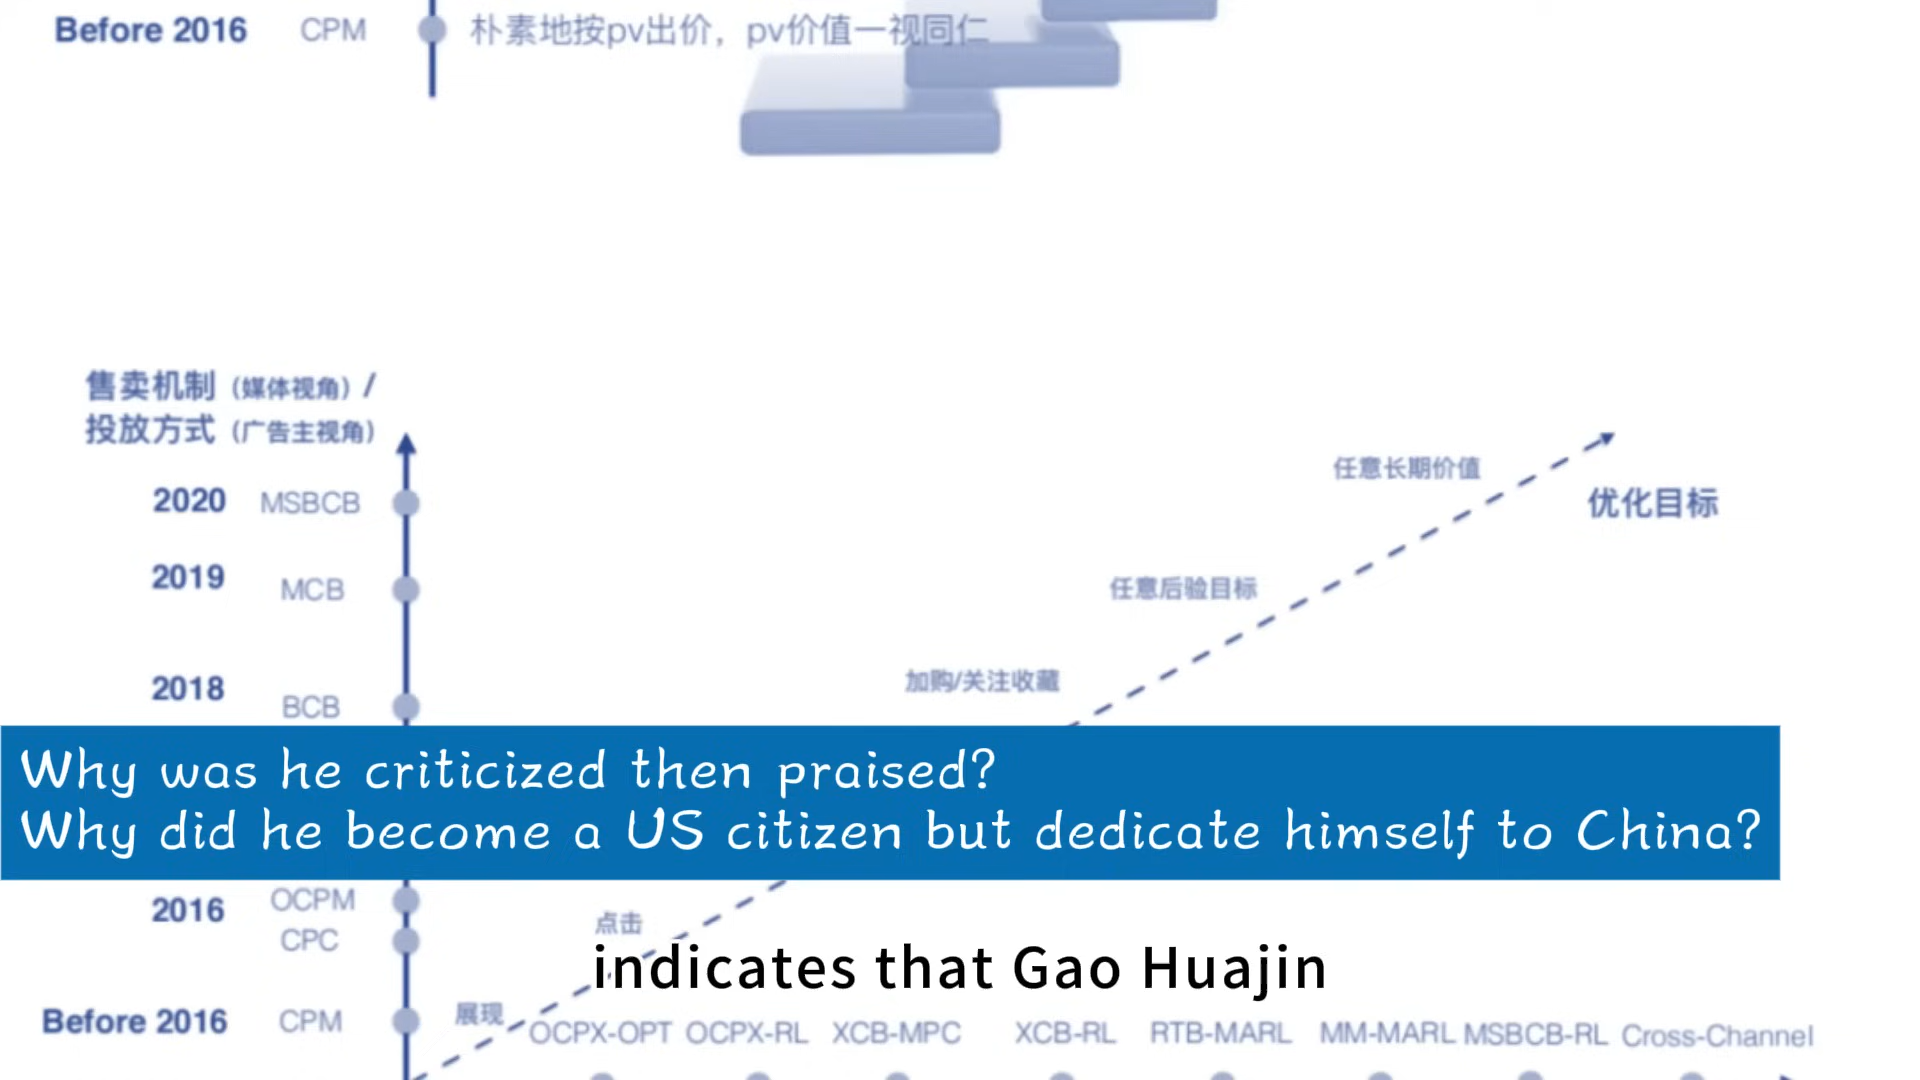 Before 2016 CPM 朴素地按pv出价，pv价值一视同仁
售卖机制（媒体视角）/
投放方式（广告主视角）
任意长期价值
2020 MSBCB 优化目标
2019 MCB 任意后验目标
2018 BCB 加购/关注收藏
Why was he criticized then praised?
Why did he become a US citizen but dedicate himself to China?
2016 OCPM
CPC 点击
indicates that Gao Huajin
Before 2016 CPM 展现
OCPX-OPT OCPX-RL XCB-MPC XCB-RL RTB-MARL MM-MARL MSBCB-RL Cross-Channel